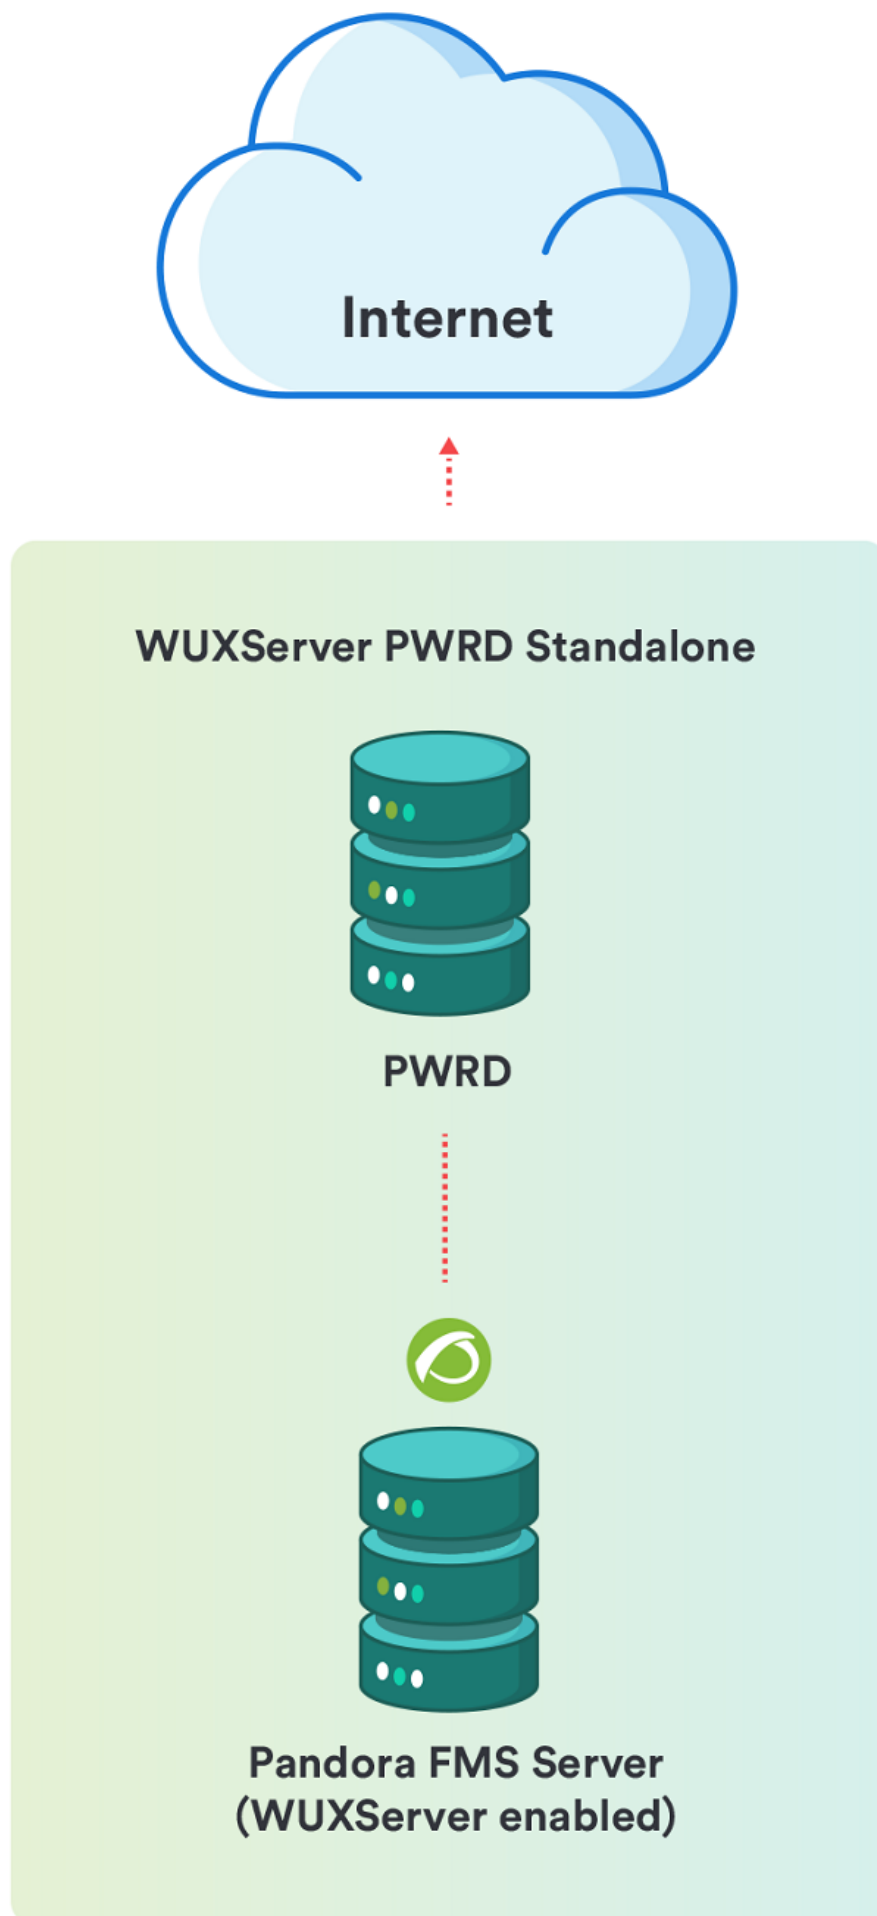 Internet
WUXServer PWRD Standalone
PWRD
Pandora FMS Server
(WUXServer enabled)